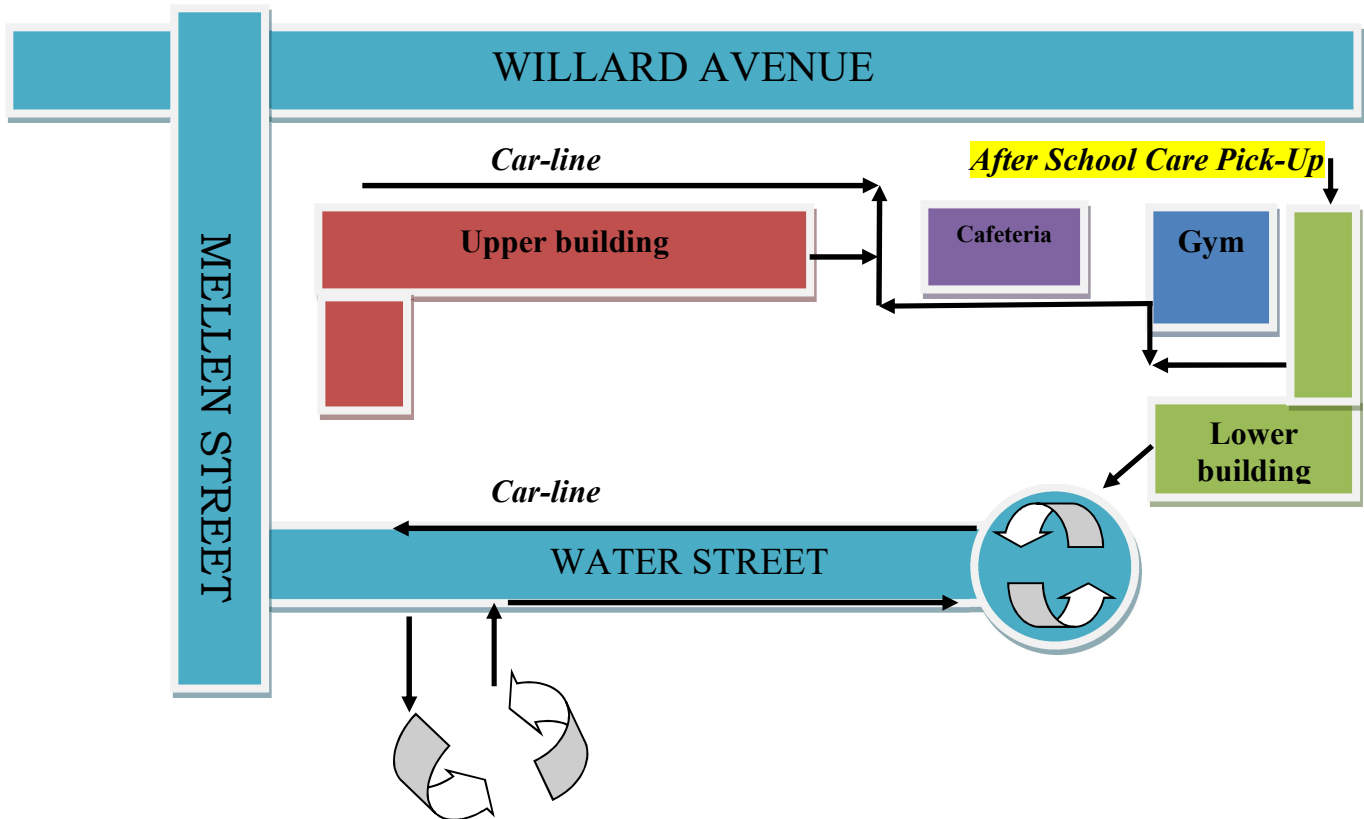 WILLARD AVENUE
Car-line
After School Care Pick-Up
Upper building
Cafeteria
Gym
MELLEN STREET
Lower
building
Car-line
WATER STREET